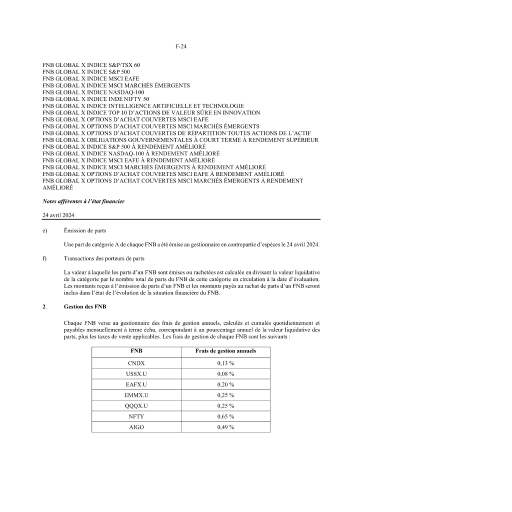 F-24
FNB GLOBAL X INDICE S&P/TSX 60
FNB GLOBAL X INDICE S&P 500
FNB GLOBAL X INDICE MSCI EAFE
FNB GLOBAL X INDICE MSCI MARCHÉS ÉMERGENTS
FNB GLOBAL X INDICE NASDAQ-100
FNB GLOBAL X INDICE INDE NIFTY 50
FNB GLOBAL X INDICE INTELLIGENCE ARTIFICIELLE ET TECHNOLOGIE
FNB GLOBAL X INDICE TOP 10 D'ACTIONS DE VALEUR SÛRE EN INNOVATION
FNB GLOBAL X OPTIONS D'ACHAT COUVERTES MSCI EAFE
FNB GLOBAL X OPTIONS D'ACHAT COUVERTES MSCI MARCHÉS ÉMERGENTS
FNB GLOBAL X OPTIONS D'ACHAT COUVERTES DE RÉPARTITION TOUTES ACTIONS DE L'ACTIF
FNB GLOBAL X OBLIGATIONS GOUVERNEMENTALES À COURT TERME À RENDEMENT SUPÉRIEUR
FNB GLOBAL X INDICE S&P 500 À RENDEMENT AMÉLIORÉ
FNB GLOBAL X INDICE NASDAQ-100 À RENDEMENT AMÉLIORÉ
FNB GLOBAL X INDICE MSCI EAFE À RENDEMENT AMÉLIORÉ
FNB GLOBAL X INDICE MSCI MARCHÉS ÉMERGENTS À RENDEMENT AMÉLIORÉ
FNB GLOBAL X OPTIONS D'ACHAT COUVERTES MSCI EAFE À RENDEMENT AMÉLIORÉ
FNB GLOBAL X OPTIONS D'ACHAT COUVERTES MSCI MARCHÉS ÉMERGENTS À RENDEMENT
AMÉLIORÉ
Notes afférentes à l'état financier
24 avril 2024
e) Émission de parts
Une part de catégorie A de chaque FNB a été émise au gestionnaire en contrepartie d'espèces le 24 avril 2024.
f) Transactions des porteurs de parts
La valeur à laquelle les parts d'un FNB sont émises ou rachetées est calculée en divisant la valeur liquidative
de la catégorie par le nombre total de parts du FNB de cette catégorie en circulation à la date d'évaluation.
Les montants reçus à l'émission de parts d'un FNB et les montants payés au rachat de parts d'un FNB seront
inclus dans l'état de l'évolution de la situation financière du FNB.
2. Gestion des FNB
Chaque FNB verse au gestionnaire des frais de gestion annuels, calculés et cumulés quotidiennement et
payables mensuellement à terme échu, correspondant à un pourcentage annuel de la valeur liquidative des
parts, plus les taxes de vente applicables. Les frais de gestion de chaque FNB sont les suivants :
FNB Frais de gestion annuels
CNDX 0,13 %
USSX.U 0,08 %
EAFX.U 0,20 %
EMMX.U 0,25 %
QQQX.U 0,25 %
NFTY 0,65 %
AIGO 0,49 %